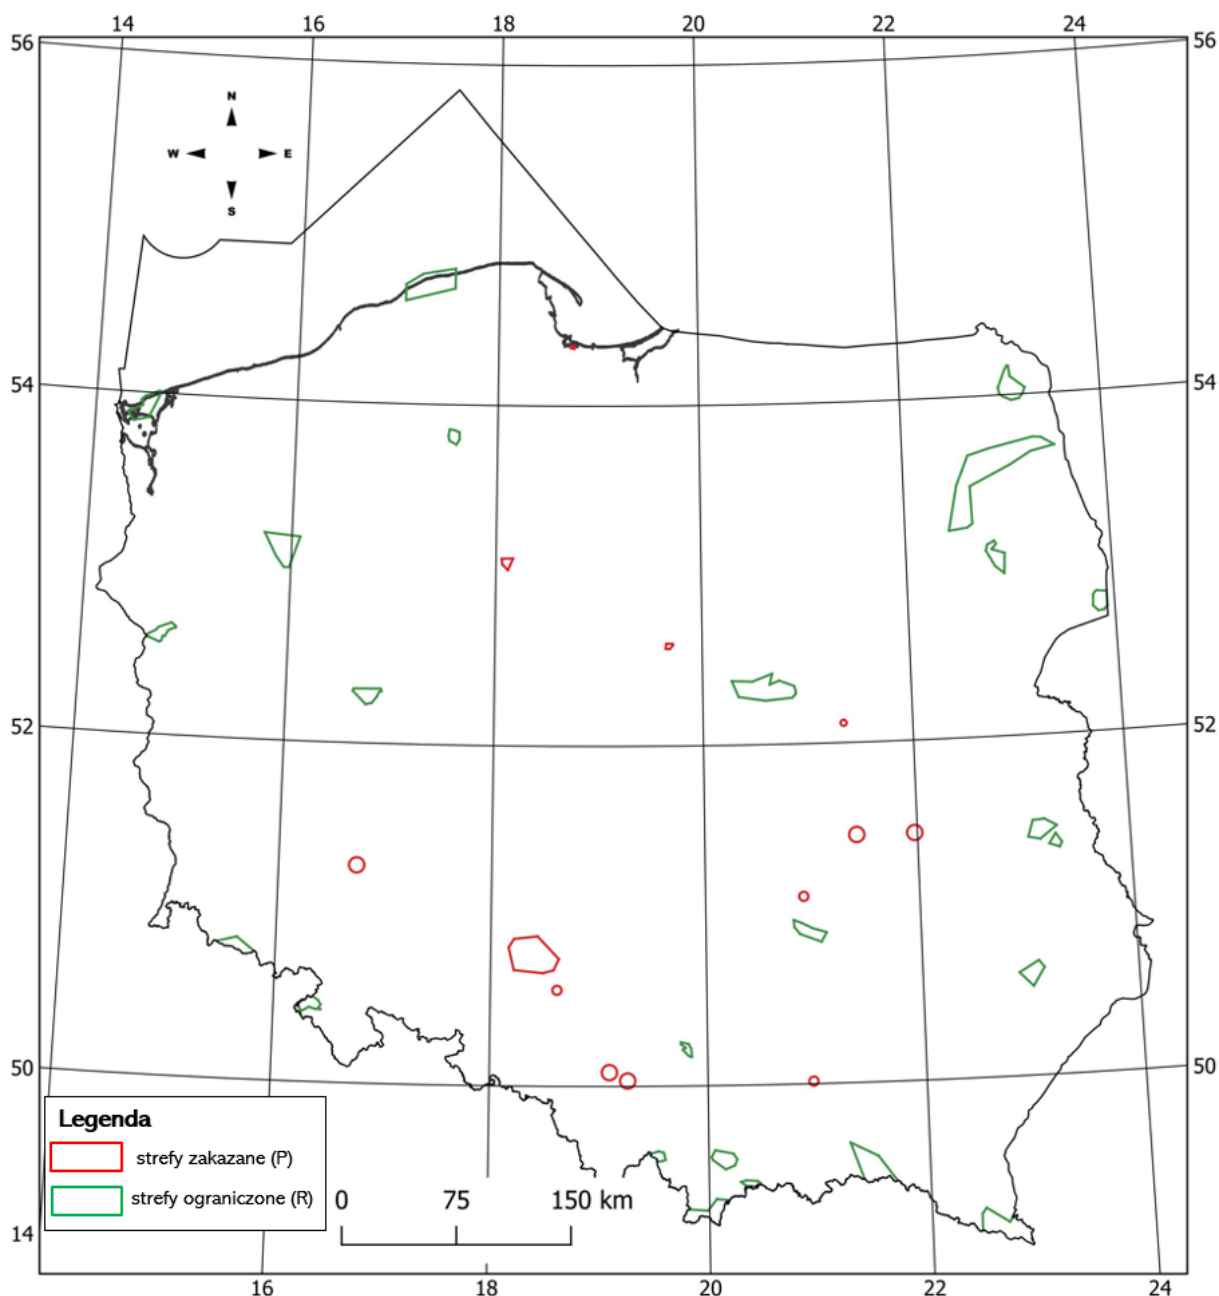 14 16 18 20 22 24
56 56
N
W E
S
54 54
52 52
50 50
Legenda
strefy zakazane (P)
strefy ograniczone (R)
0 75 150 km
14
16 18 20 22 24